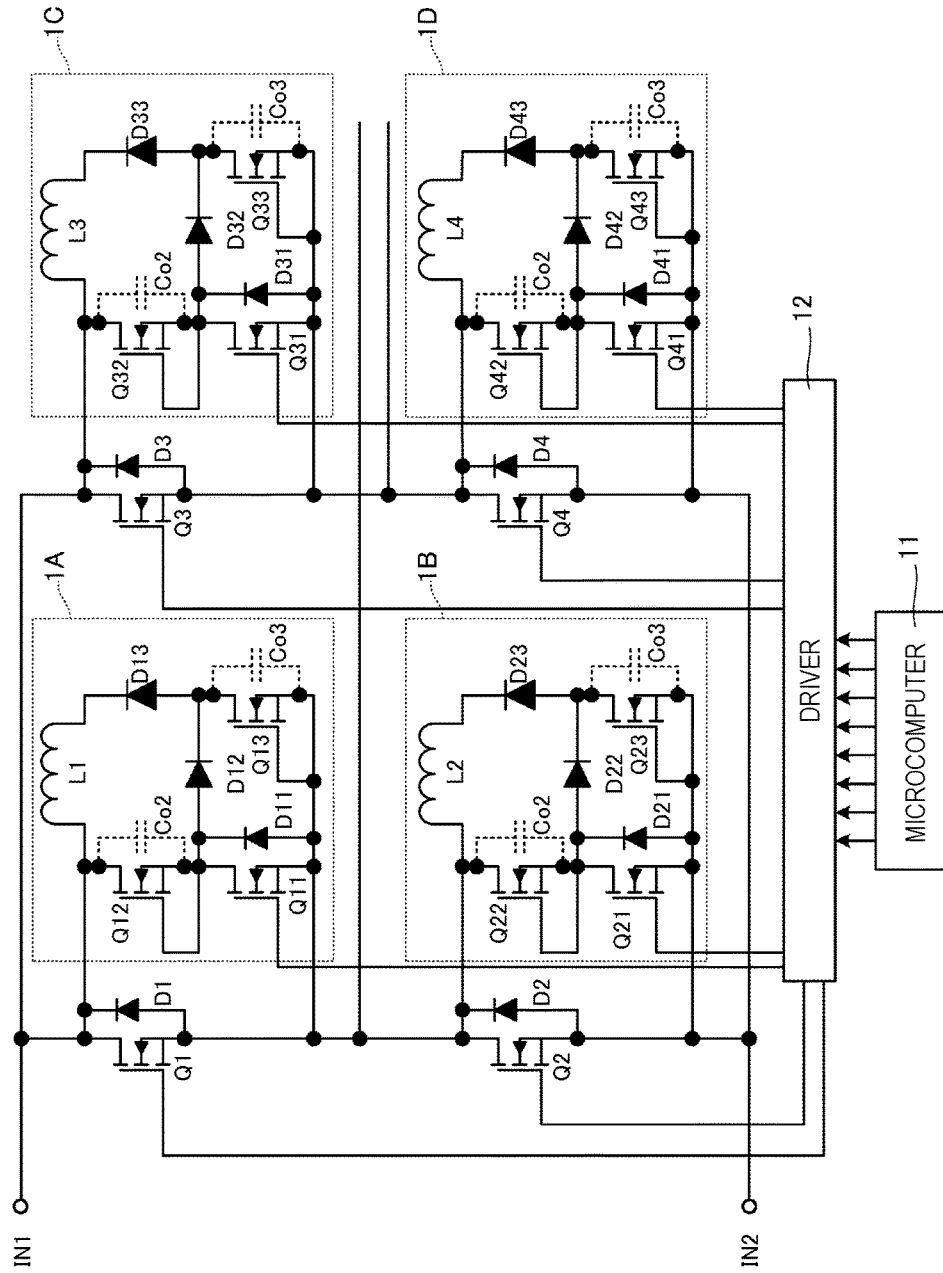 1A
1C
L1
D13
Q12
Co2
D12
D11
Q11
Q13
Co3
D1
Q1
L3
D33
Q32
Co2
D32
D31
Q31
Q33
Co3
D3
Q3
1B
1D
L2
D23
Q22
Co2
D22
D21
Q21
Q23
Co3
D2
Q2
L4
D43
Q42
Co2
D42
D41
Q41
Q43
Co3
D4
Q4
IN1
IN2
12
DRIVER
11
MICROCOMPUTER